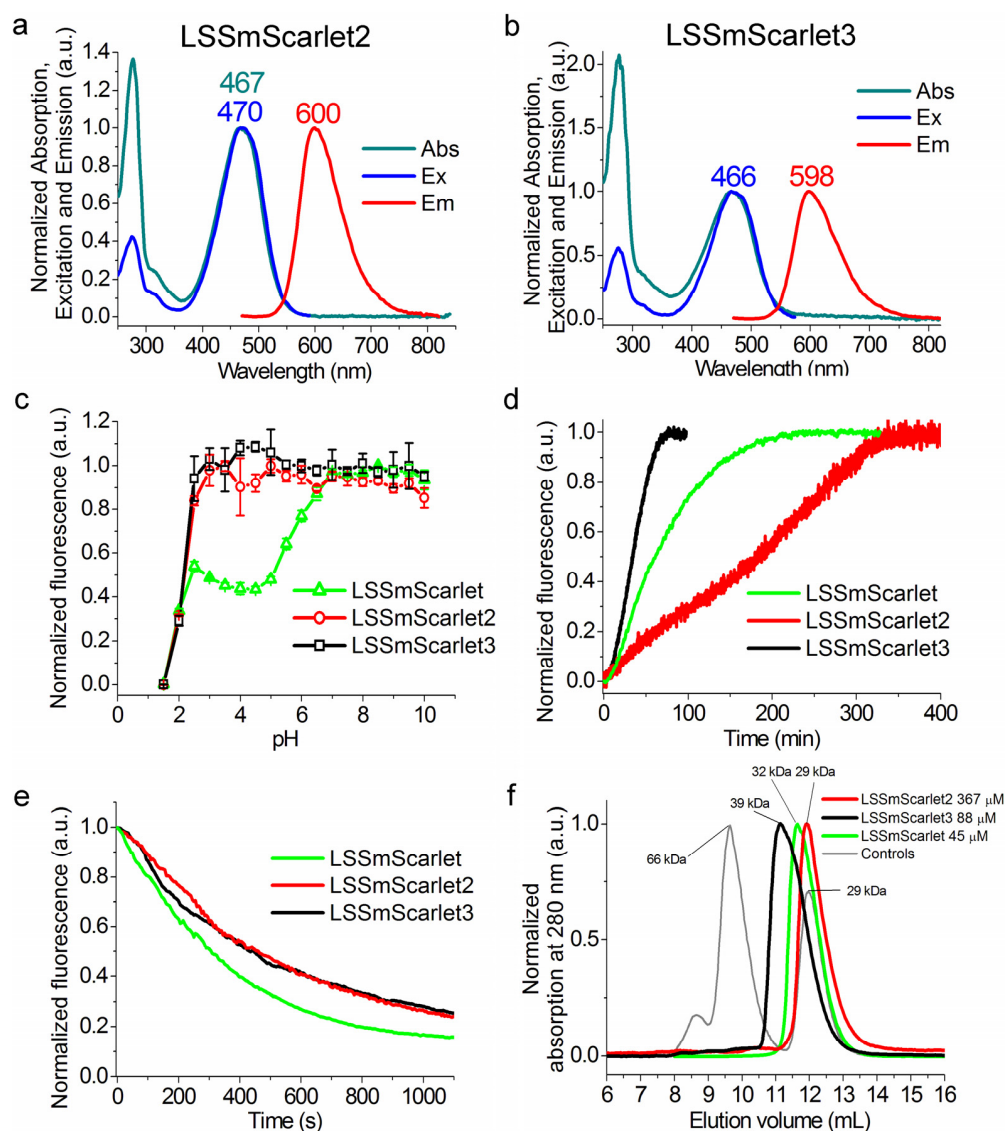 a
LSSmScarlet2
Normalized Absorption,
Excitation and Emission (a.u.)
1.4
1.2
1.0
0.8
0.6
0.4
0.2
0.0
467
470
600
Abs
Ex
Em
300 400 500 600 700 800
Wavelength (nm)
b
LSSmScarlet3
Normalized Absorption,
Excitation and Emission (a.u.)
2.0
1.5
1.0
0.5
0.0
466
598
Abs
Ex
Em
300 400 500 600 700 800
Wavelength (nm)
c
Normalized fluorescence (a.u.)
1.2
1.0
0.8
0.6
0.4
0.2
0.0
LSSmScarlet
LSSmScarlet2
LSSmScarlet3
0 2 4 6 8 10
pH
d
Normalized fluorescence (a.u.)
1.0
0.8
0.6
0.4
0.2
0.0
LSSmScarlet
LSSmScarlet2
LSSmScarlet3
0 100 200 300 400
Time (min)
e
Normalized fluorescence (a.u.)
1.0
0.8
0.6
0.4
0.2
0.0
LSSmScarlet
LSSmScarlet2
LSSmScarlet3
0 200 400 600 800 1000
Time (s)
f
Normalized
absorption at 280 nm (a.u.)
1.0
0.5
0.0
32 kDa 29 kDa
39 kDa
66 kDa
29 kDa
LSSmScarlet2 367 μM
LSSmScarlet3 88 μM
LSSmScarlet 45 μM
Controls
6 7 8 9 10 11 12 13 14 15 16
Elution volume (mL)